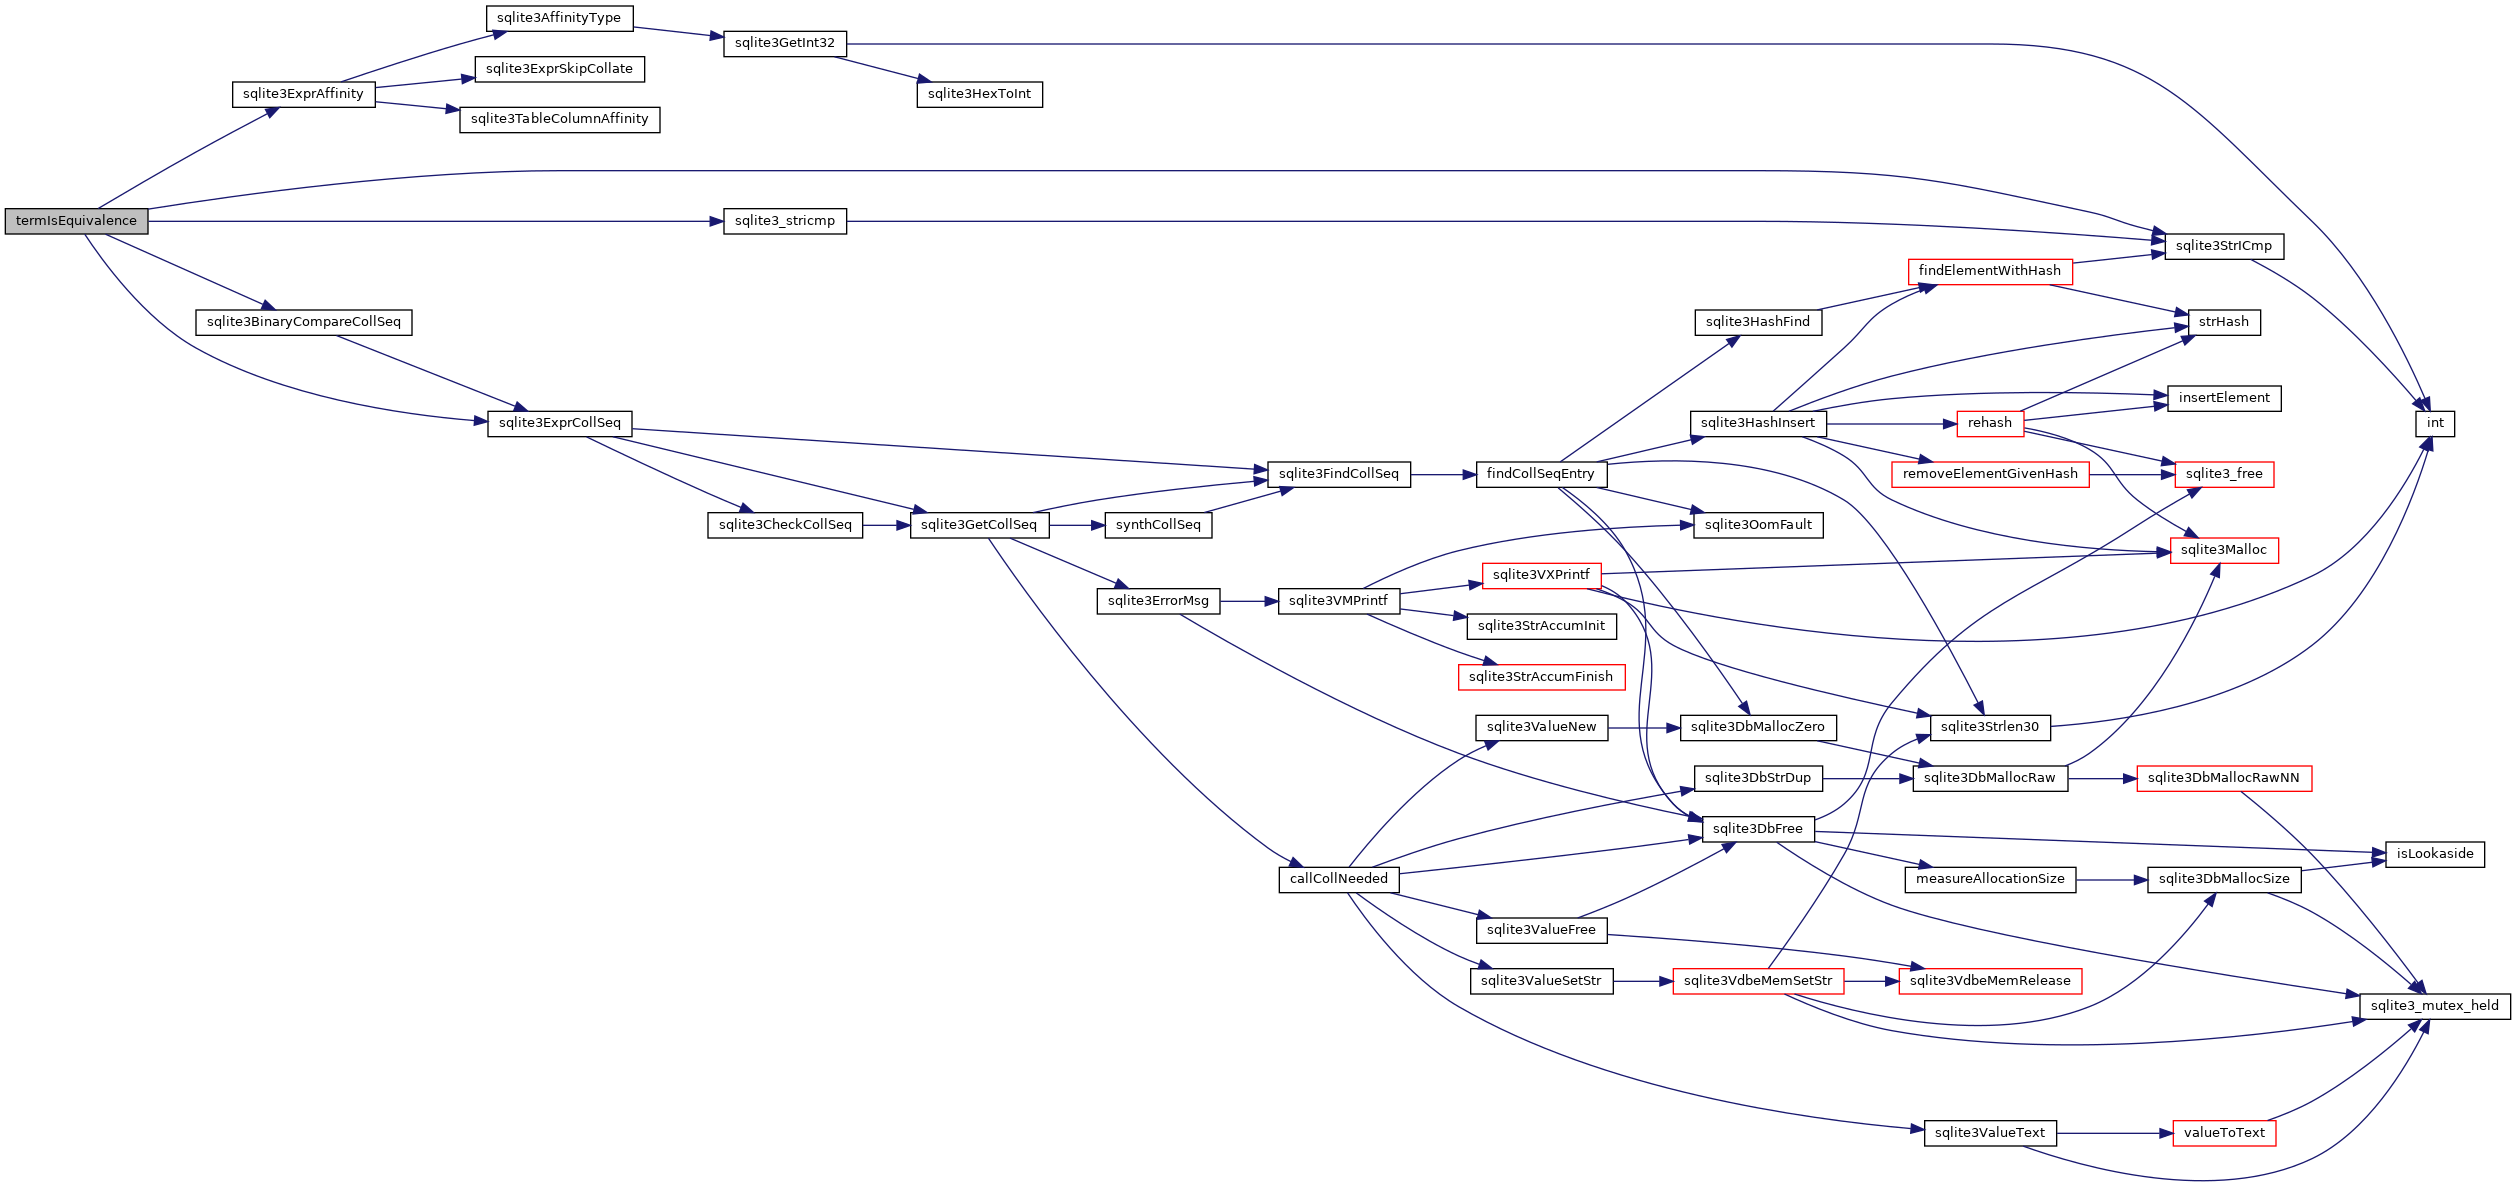 sqlite3AffinityType
sqlite3GetInt32
sqlite3ExprSkipCollate
sqlite3ExprAffinity
sqlite3HexToInt
sqlite3TableColumnAffinity
termIsEquivalence
sqlite3_stricmp
sqlite3StrICmp
findElementWithHash
sqlite3BinaryCompareCollSeq
sqlite3HashFind
strHash
insertElement
sqlite3ExprCollSeq
sqlite3HashInsert
rehash
int
sqlite3FindCollSeq
findCollSeqEntry
removeElementGivenHash
sqlite3_free
sqlite3CheckCollSeq
sqlite3GetCollSeq
synthCollSeq
sqlite3OomFault
sqlite3Malloc
sqlite3VXPrintf
sqlite3ErrorMsg
sqlite3VMPrintf
sqlite3StrAccumInit
sqlite3StrAccumFinish
sqlite3ValueNew
sqlite3DbMallocZero
sqlite3Strlen30
sqlite3DbStrDup
sqlite3DbMallocRaw
sqlite3DbMallocRawNN
sqlite3DbFree
isLookaside
callCollNeeded
measureAllocationSize
sqlite3DbMallocSize
sqlite3ValueFree
sqlite3ValueSetStr
sqlite3VdbeMemSetStr
sqlite3VdbeMemRelease
sqlite3_mutex_held
sqlite3ValueText
valueToText